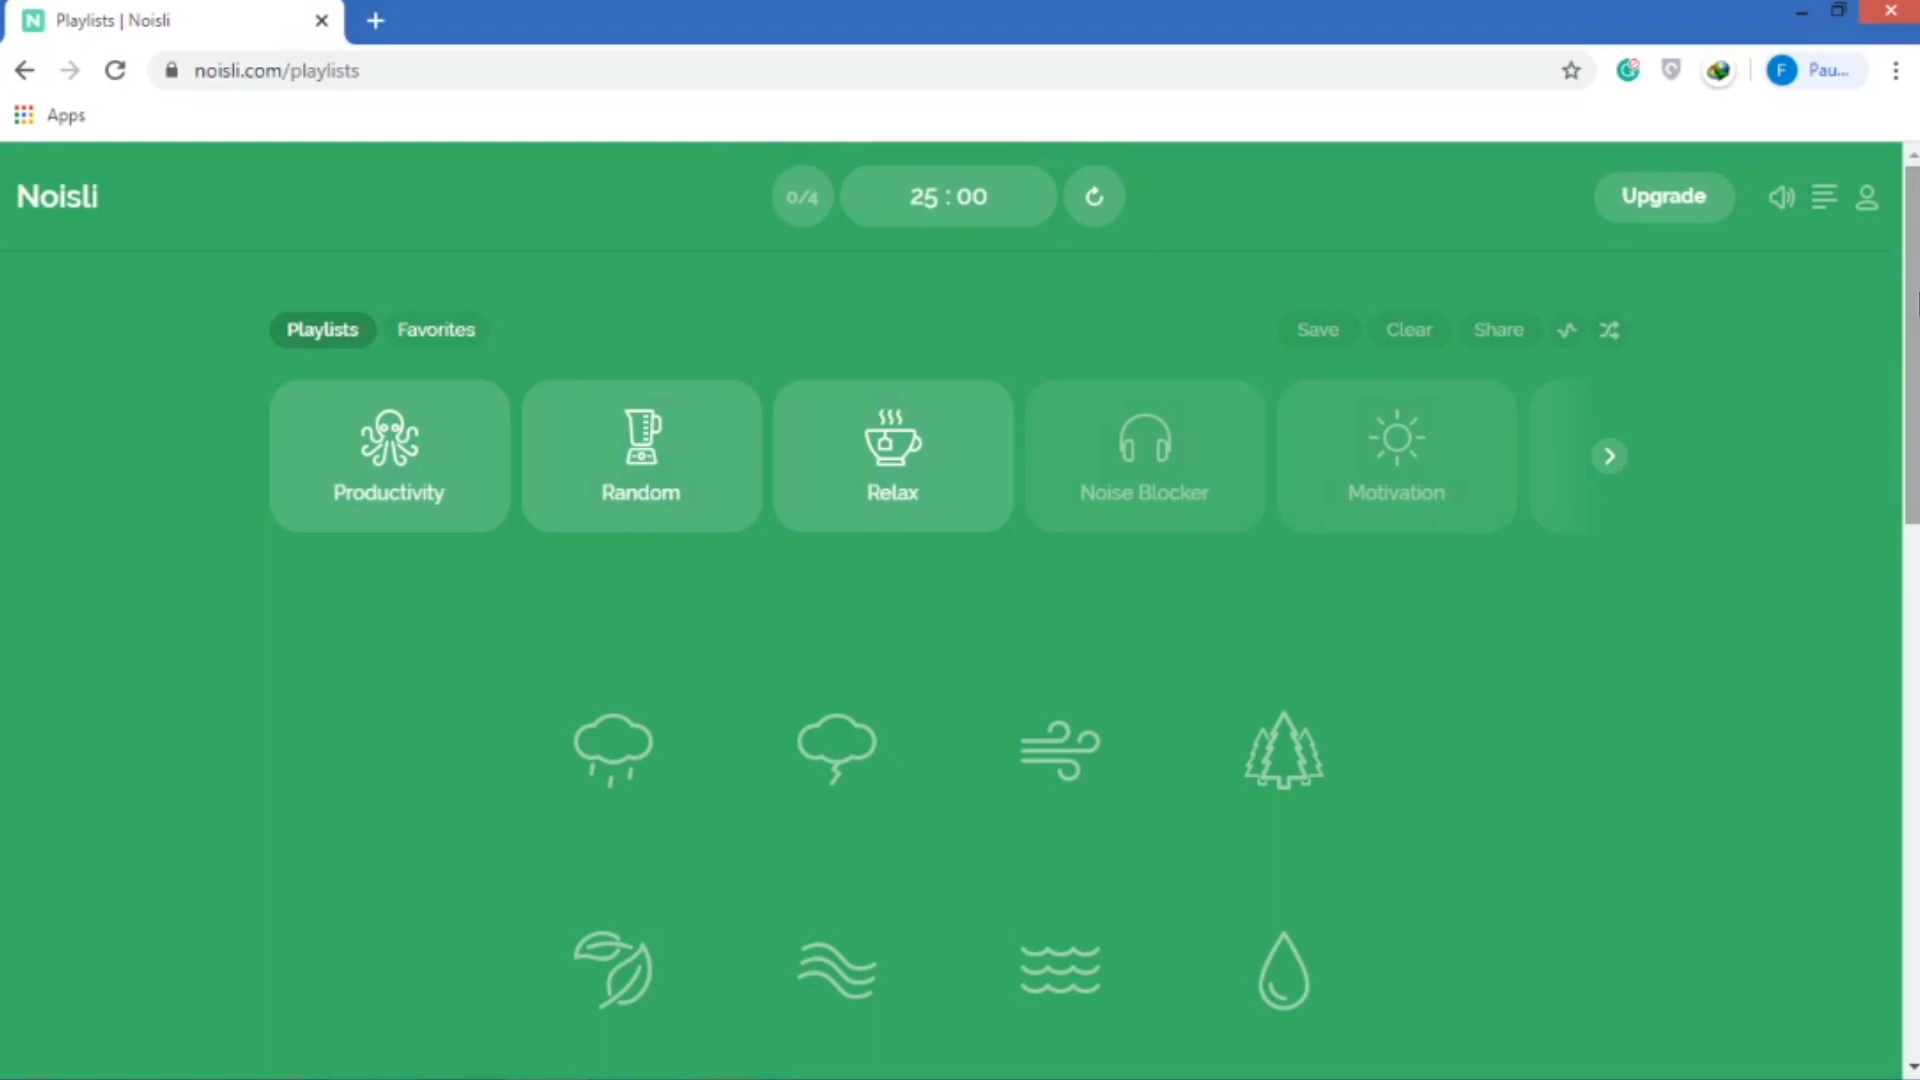 N Playlists | Noisli
noisli.com/playlists
F Pau...
Apps
Noisli
0/4
25 : 00
Upgrade
Playlists
Favorites
Save
Clear
Share
Productivity
Random
Relax
Noise Blocker
Motivation